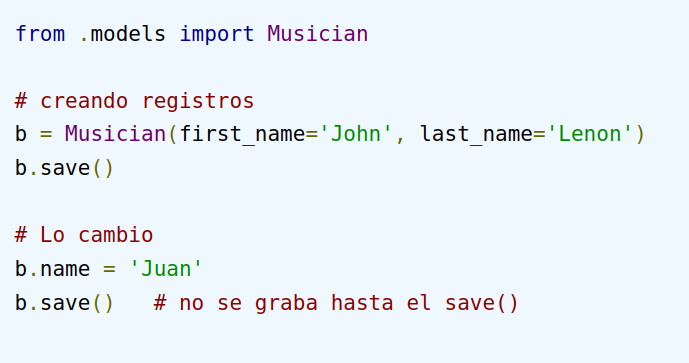 from .models import Musician
# creando registros
b = Musician(first_name='John', last_name='Lenon')
b.save()
# Lo cambio
b.name = 'Juan'
b.save()   # no se graba hasta el save()